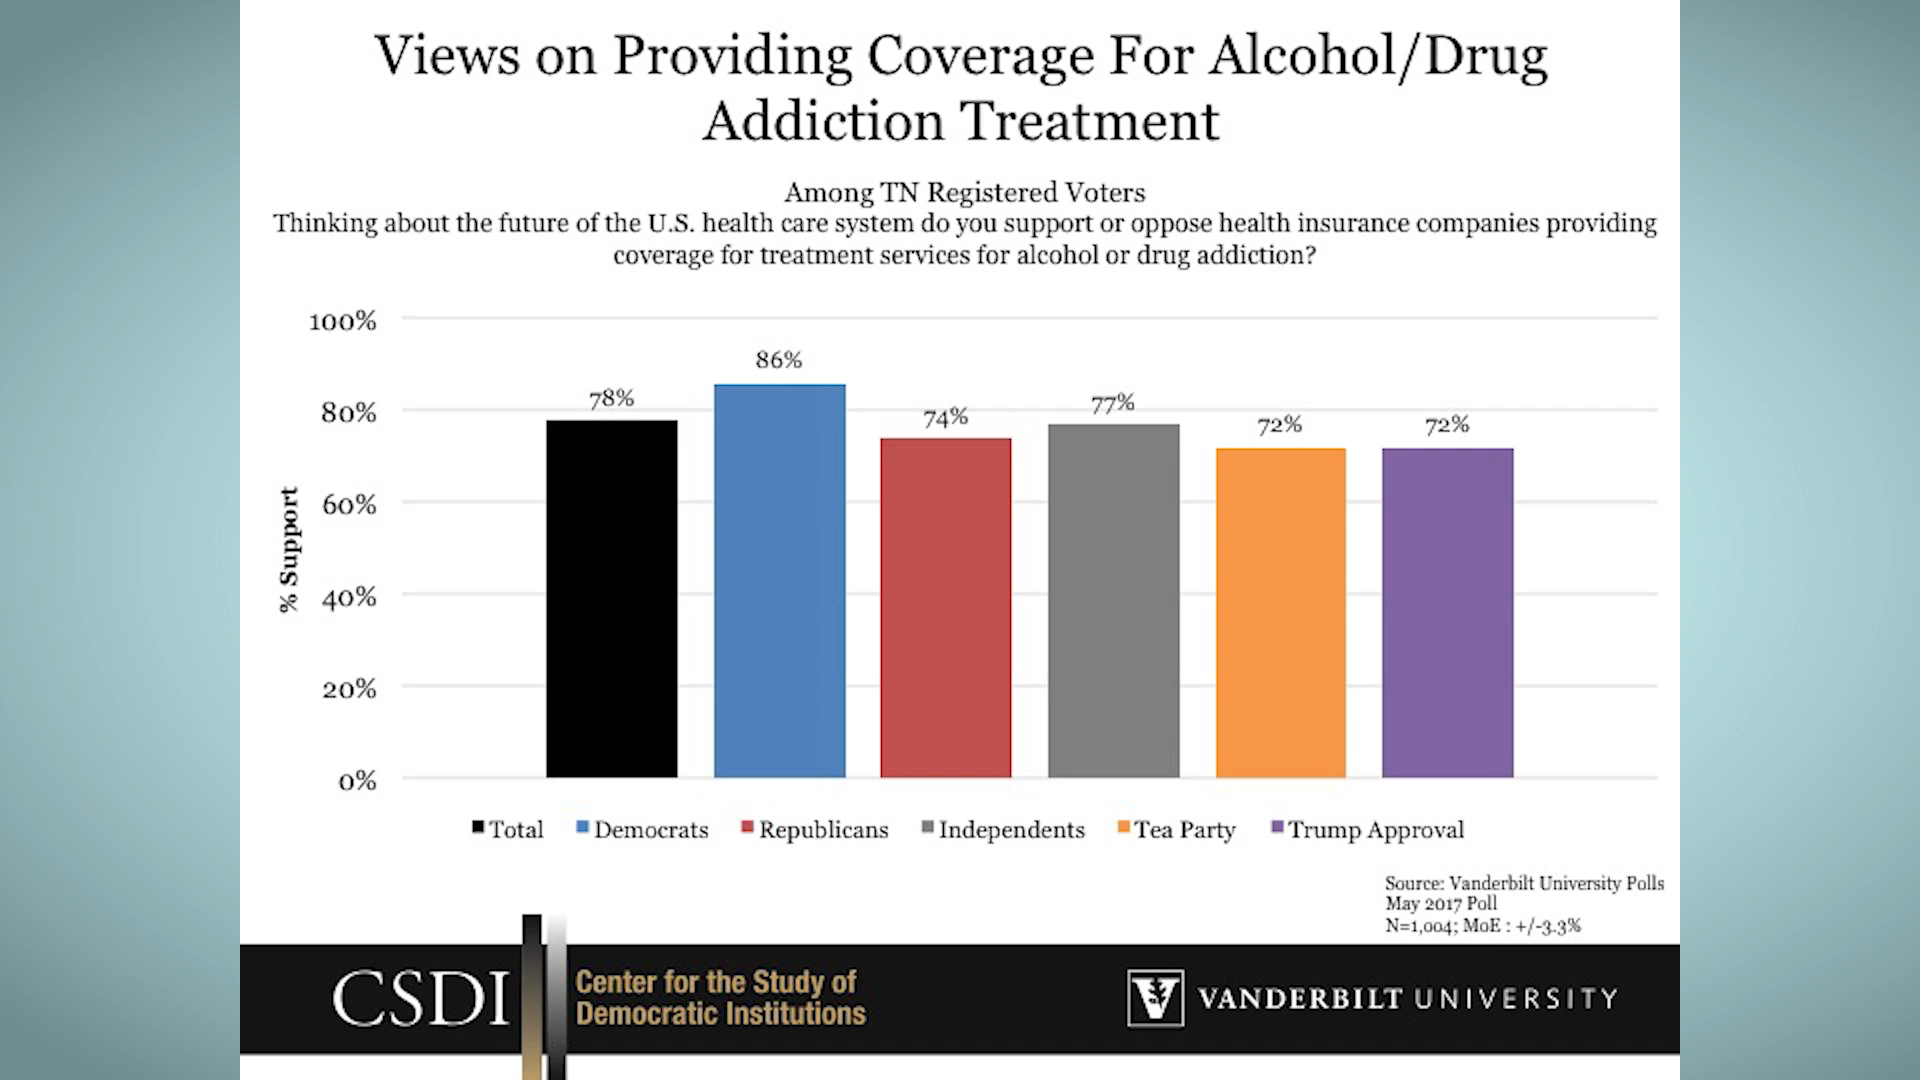 Views on Providing Coverage For Alcohol/Drug
Addiction Treatment
Among TN Registered Voters
Thinking about the future of the U.S. health care system do you support or oppose health insurance companies providing
coverage for treatment services for alcohol or drug addiction?
% Support
100%
80%
60%
40%
20%
0%
78%
86%
74%
77%
72%
72%
Total
Democrats
Republicans
Independents
Tea Party
Trump Approval
Source: Vanderbilt University Polls
May 2017 Poll
N=1,004; MoE : +/-3.3%
CSDI
Center for the Study of
Democratic Institutions
V
VANDERBILT UNIVERSITY